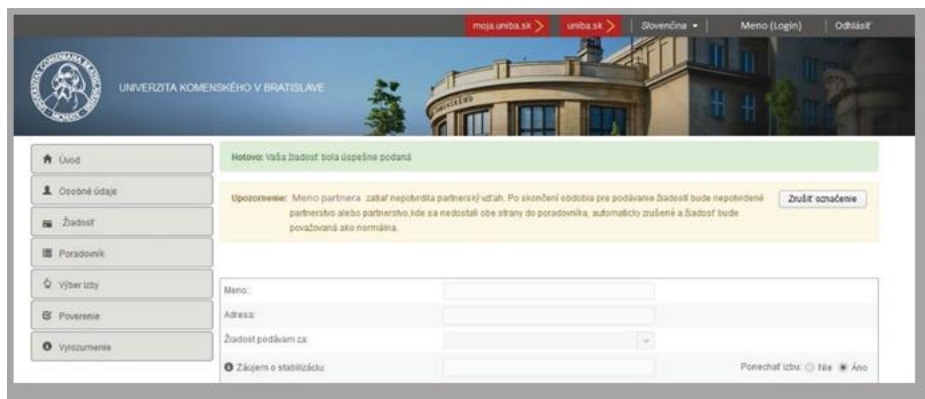 moja.uniba.sk
uniba.sk
Slovenčina
Meno (Login)
Odhlásiť
UNIVERZITA KOMENSKÉHO V BRATISLAVE
Úvod
Osobné údaje
Žiadosť
Poradovník
Výber izby
Poverenie
Vyrozumenie
Hotovo: Vaša žiadosť bola úspešne podaná
Upozornenie: Meno partnera zatiaľ nepotvrdila partnerský vzťah. Po skončení obdobia pre podávanie žiadostí bude nepotvrdené
partnerstvo alebo partnerstvo,kde sa nedostali obe strany do poradovníka, automaticky zrušené a žiadosť bude
považovaná ako normálna.
Zrušiť označenie
Meno:
Adresa:
Žiadosť podávam za:
Záujem o stabilizáciu:
Ponechať izbu: Nie Áno